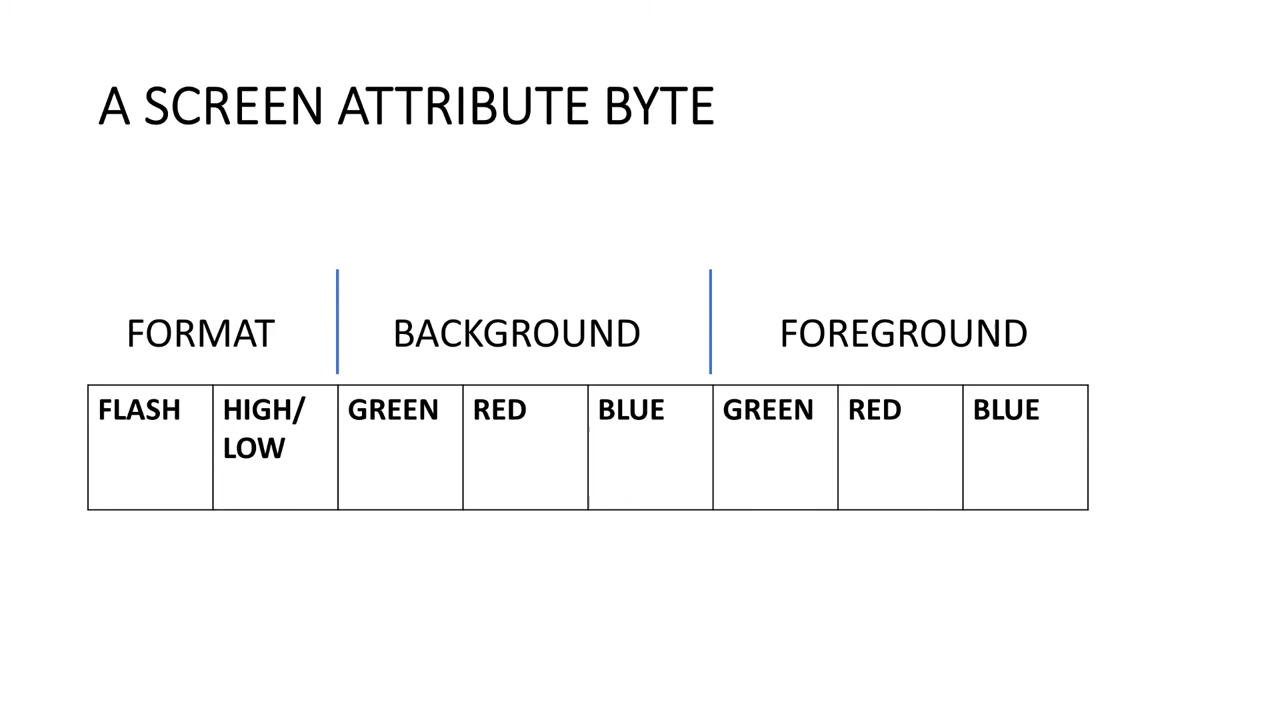 A SCREEN ATTRIBUTE BYTE
FORMAT BACKGROUND FOREGROUND
FLASH HIGH/ GREEN RED BLUE GREEN RED BLUE
LOW